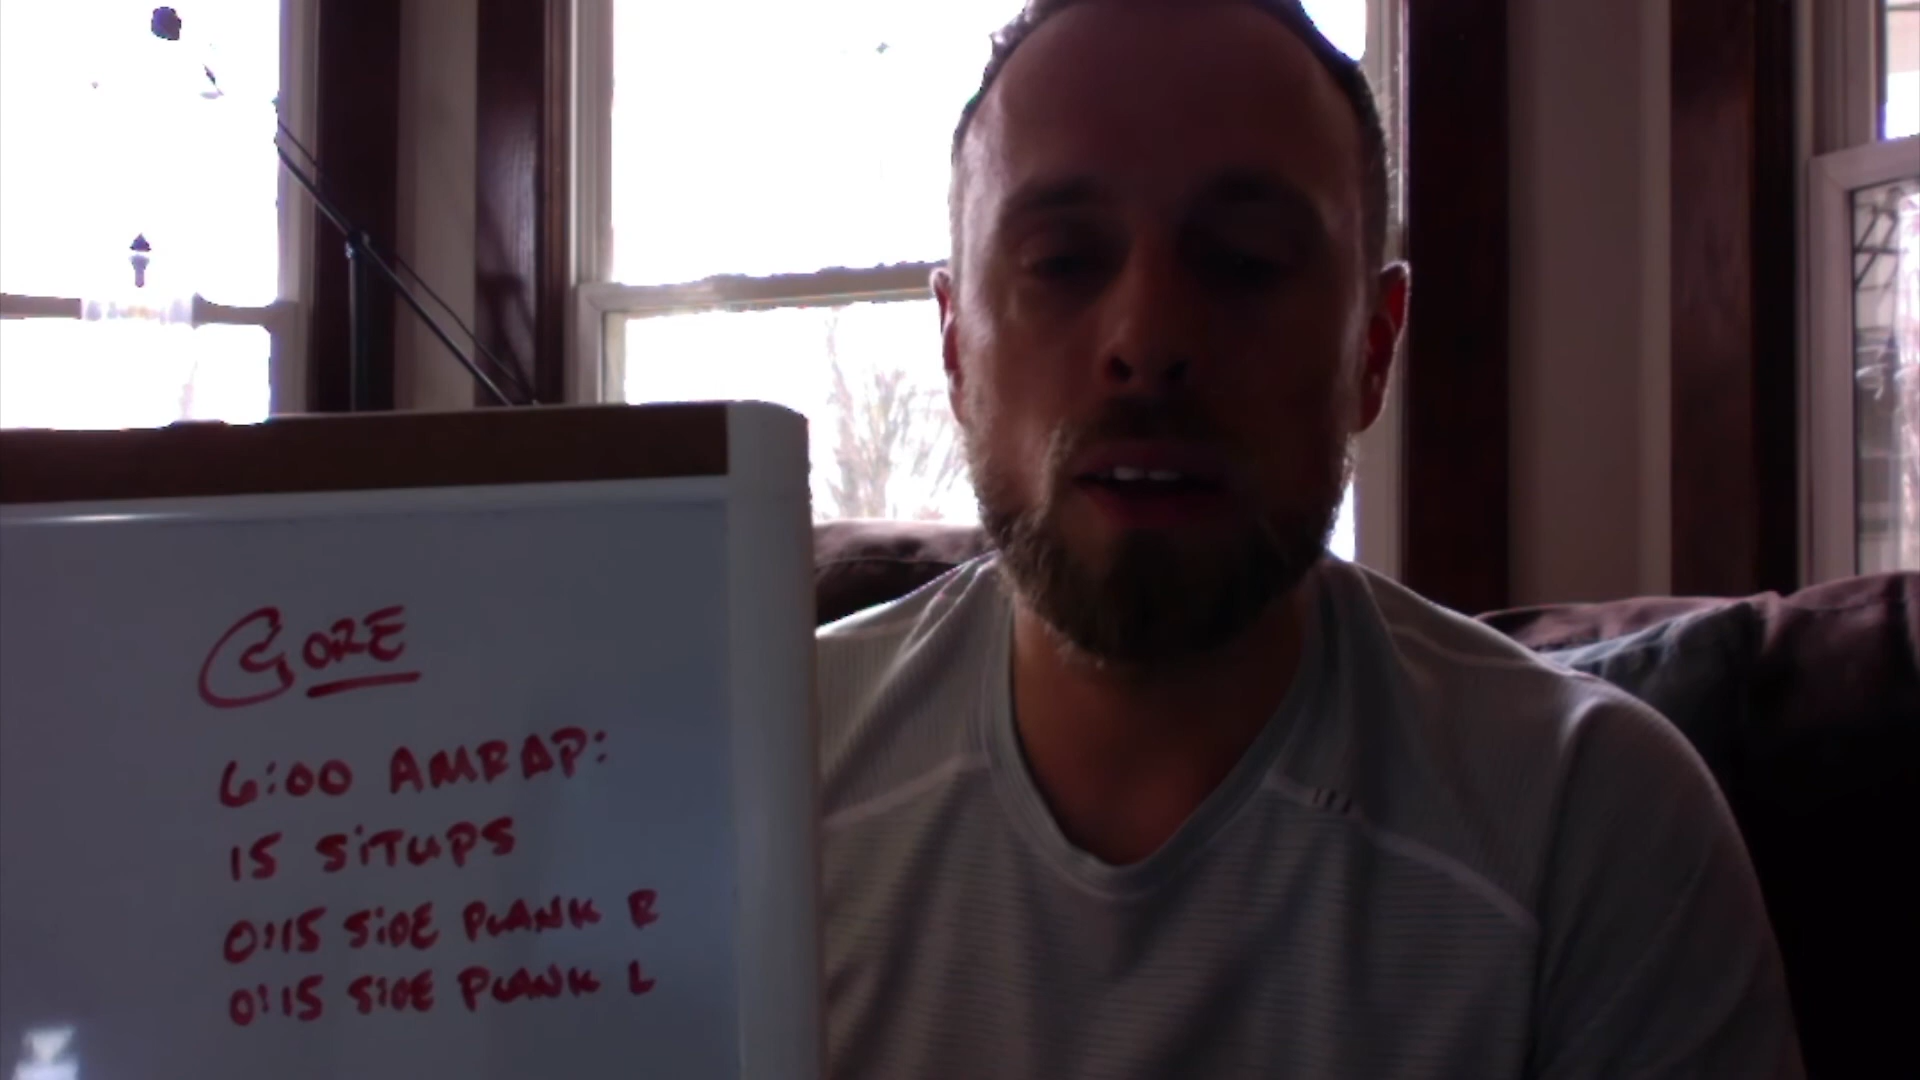 CORE
6:00 AMRAP:
15 SiTUPS
0:15 SiDE PLANK R
0:15 SiDE PLANK L